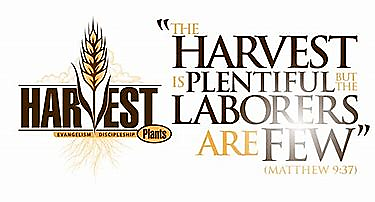 HARVEST
EVANGELISM DISCIPLESHIP Plants
"THE
HARVEST
IS PLENTIFUL BUT THE
LABORERS
ARE FEW"
(MATTHEW 9:37)